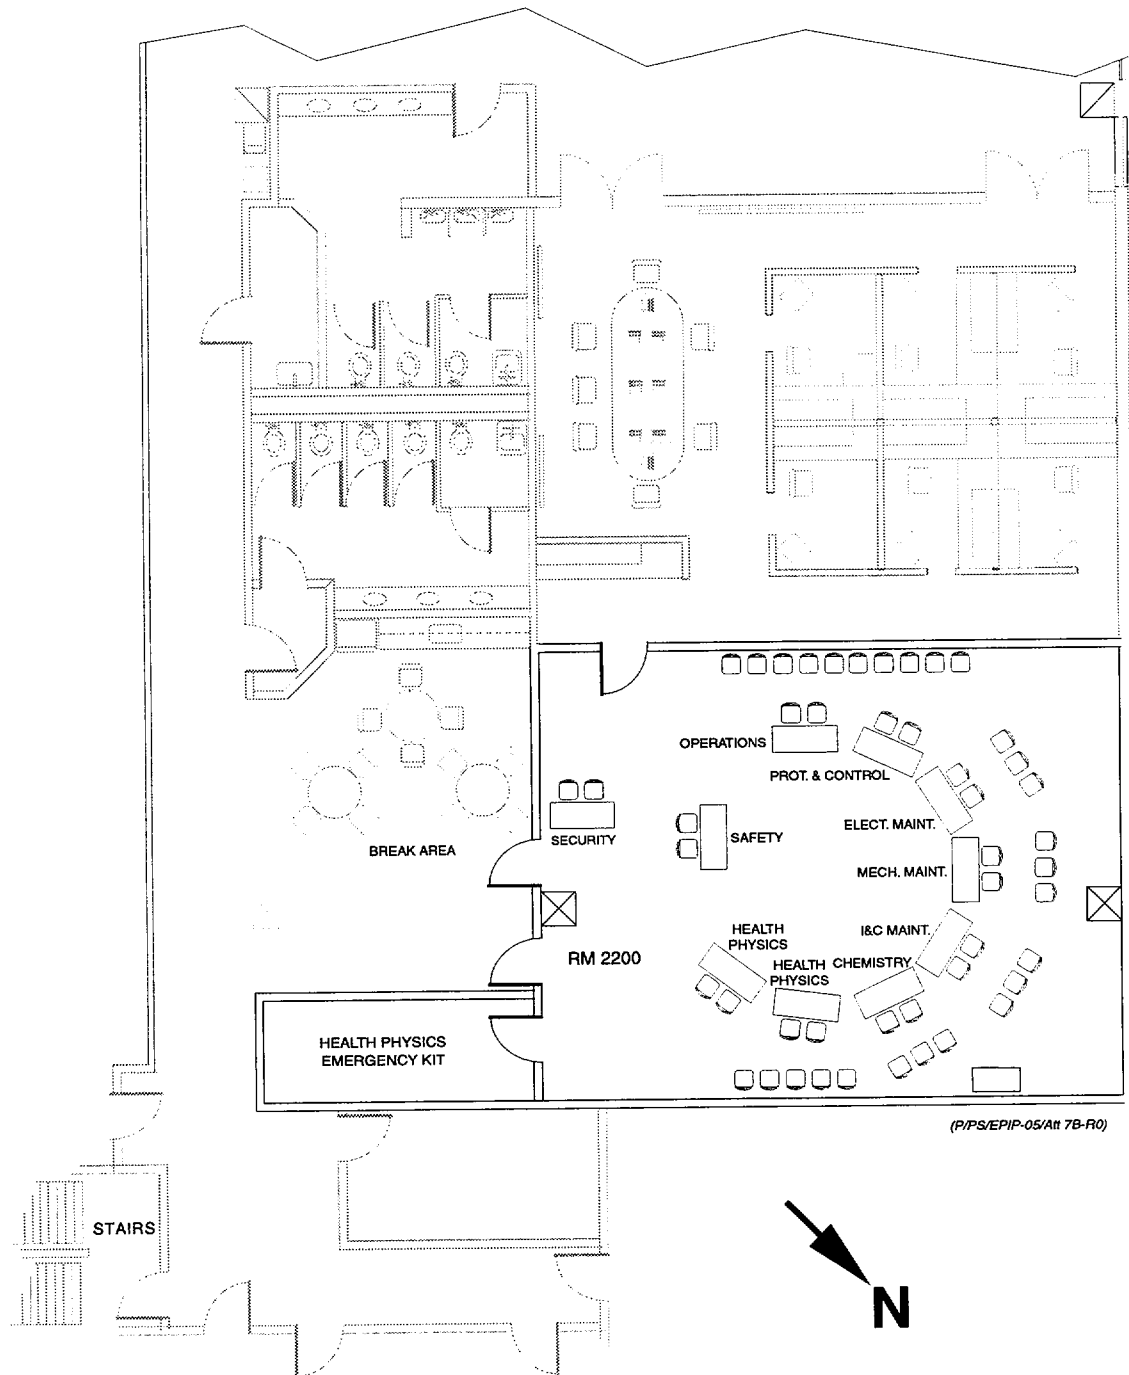 OPERATIONS
PROT. & CONTROL
ELECT. MAINT.
SECURITY
SAFETY
BREAK AREA
MECH. MAINT.
HEALTH
PHYSICS
I&C MAINT.
RM 2200
HEALTH
PHYSICS
CHEMISTRY
HEALTH PHYSICS
EMERGENCY KIT
(P/PS/EPIP-05/Att 7B-R0)
STAIRS
N